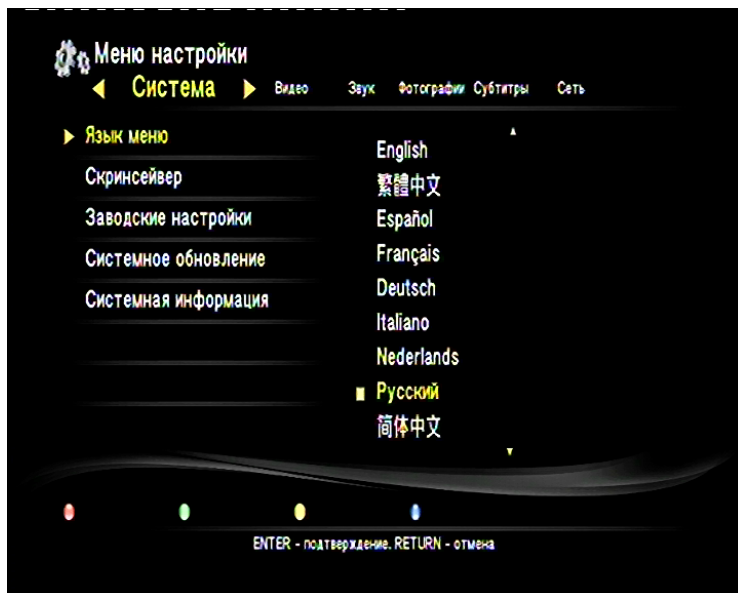 Меню настройки
Система Видео Звук Фотографии Субтитры Сеть
Язык меню
Скринсейвер
Заводские настройки
Системное обновление
Системная информация
English
繁體中文
Español
Français
Deutsch
Italiano
Nederlands
Русский
简体中文
ENTER - подтверждение. RETURN - отмена